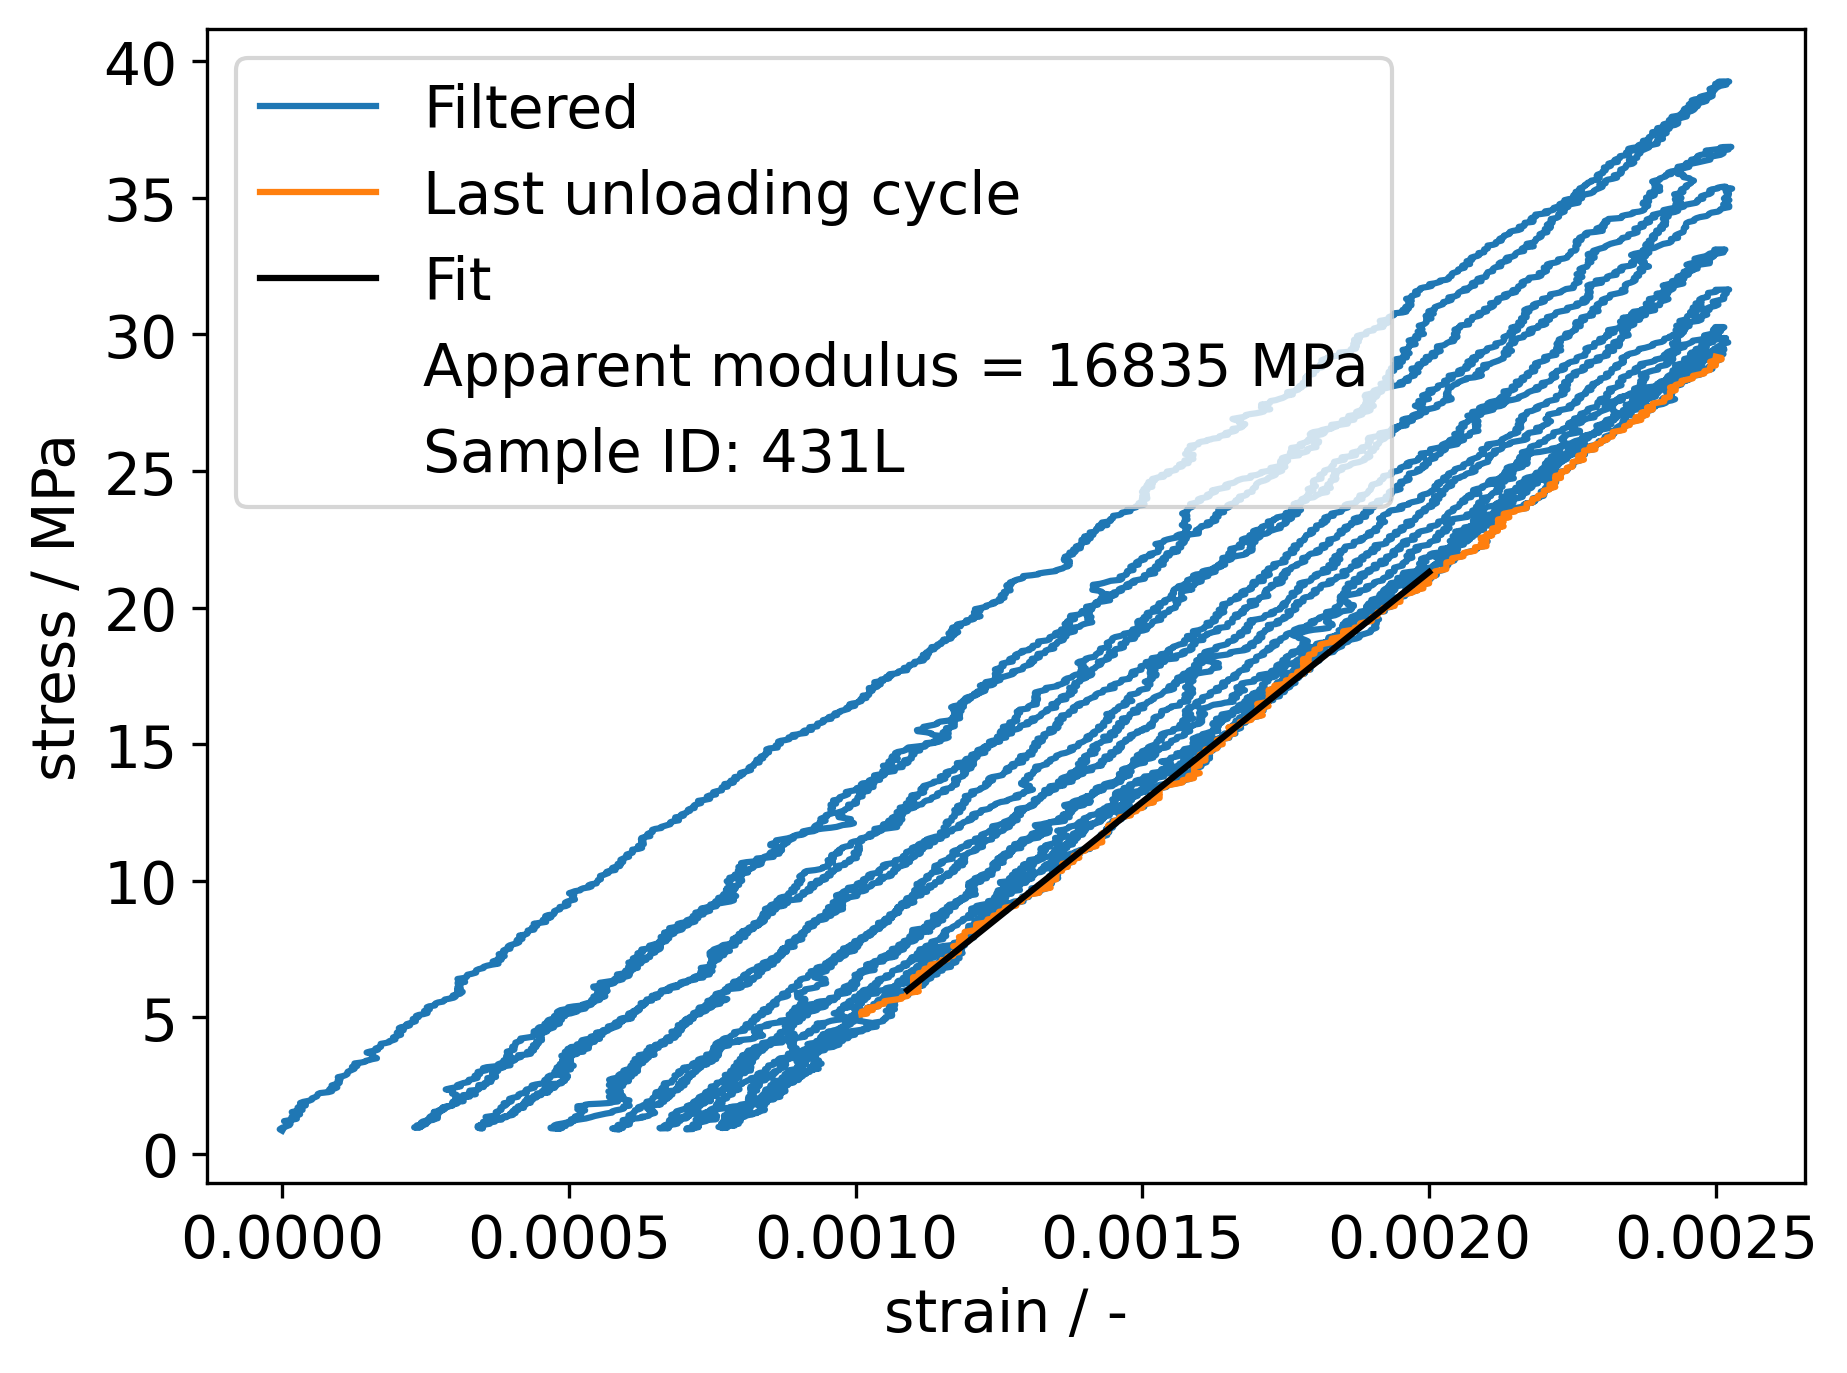 40
35
30
25
20
15
10
5
0
stress / MPa
Filtered
Last unloading cycle
Fit
Apparent modulus = 16835 MPa
Sample ID: 431L
0.0000 0.0005 0.0010 0.0015 0.0020 0.0025
strain / -